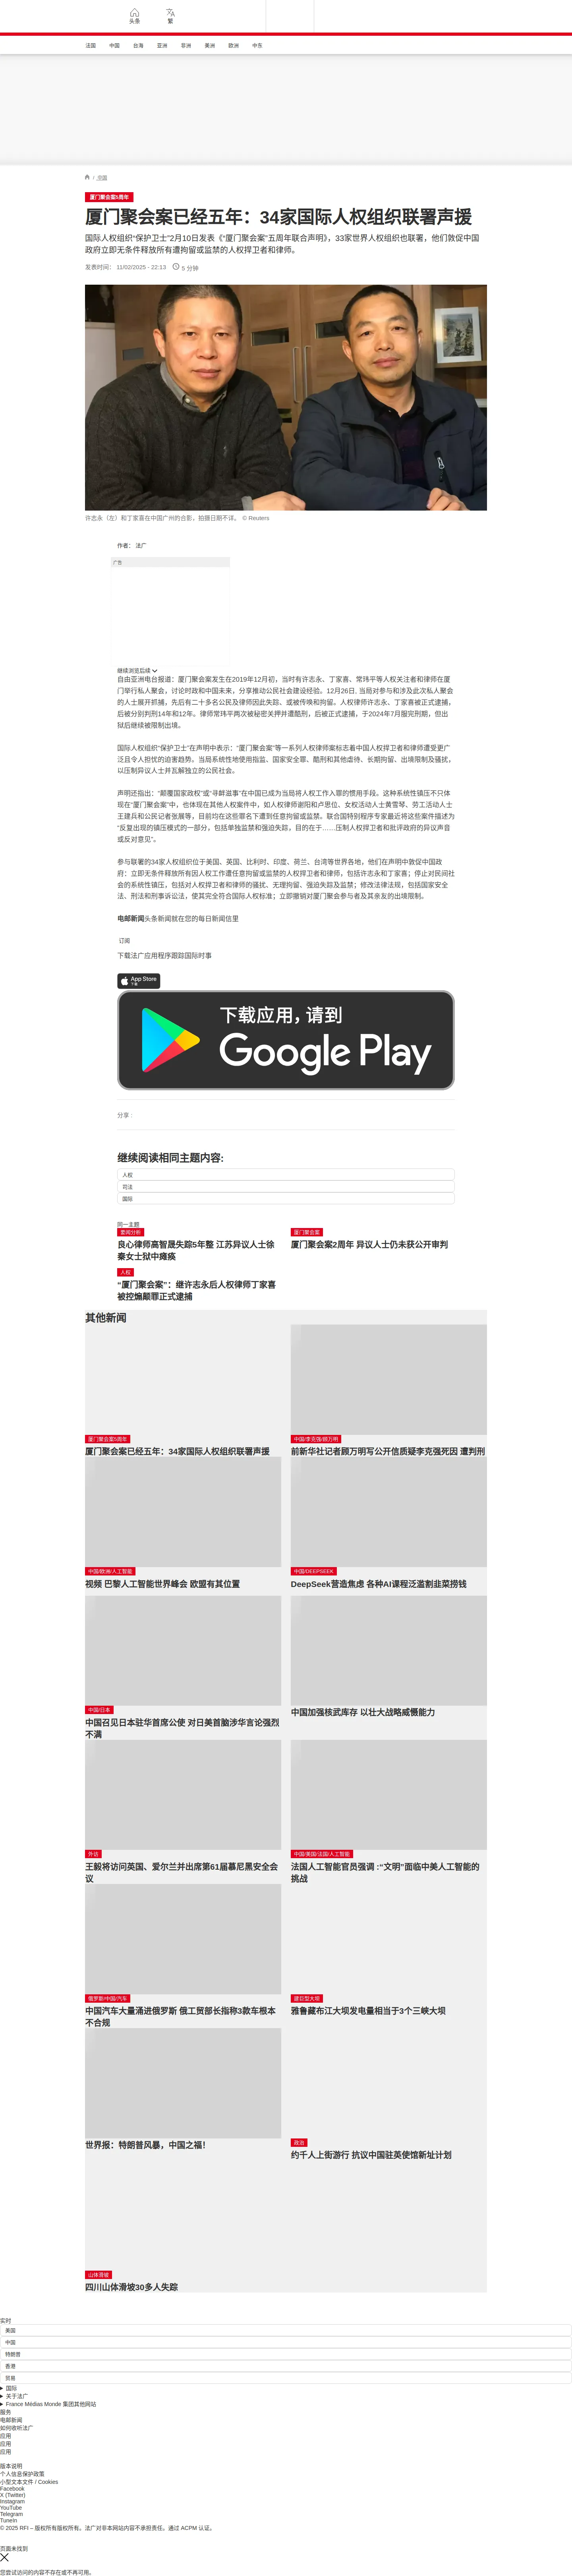 头条
繁
法国
中国
台海
亚洲
非洲
美洲
欧洲
中东
/ 中国
厦门聚会案5周年
厦门聚会案已经五年：34家国际人权组织联署声援
国际人权组织“保护卫士”2月10日发表《“厦门聚会案”五周年联合声明》，33家世界人权组织也联署，他们敦促中国
政府立即无条件释放所有遭拘留或监禁的人权捍卫者和律师。
发表时间： 11/02/2025 - 22:13
5 分钟
许志永（左）和丁家喜在中国广州的合影，拍摄日期不详。 © Reuters
作者： 法广
广告
继续浏览后续
自由亚洲电台报道：厦门聚会案发生在2019年12月初，当时有许志永、丁家喜、常玮平等人权关注者和律师在厦
门举行私人聚会，讨论时政和中国未来，分享推动公民社会建设经验。12月26日, 当局对参与和涉及此次私人聚会
的人士展开抓捕，先后有二十多名公民及律师因此失踪、或被传唤和拘留。人权律师许志永、丁家喜被正式逮捕，
后被分别判刑14年和12年。律师常玮平两次被秘密关押并遭酷刑，后被正式逮捕，于2024年7月服完刑期，但出
狱后继续被限制出境。
国际人权组织“保护卫士”在声明中表示：“厦门聚会案”等一系列人权律师案标志着中国人权捍卫者和律师遭受更广
泛且令人担忧的迫害趋势。当局系统性地使用指监、国家安全罪、酷刑和其他虐待、长期拘留、出境限制及骚扰，
以压制异议人士并瓦解独立的公民社会。
声明还指出：“颠覆国家政权”或“寻衅滋事”在中国已成为当局将人权工作入罪的惯用手段。这种系统性镇压不只体
现在“厦门聚会案”中，也体现在其他人权案件中，如人权律师谢阳和卢思位、女权活动人士黄雪琴、劳工活动人士
王建兵和公民记者张展等，目前均在这些罪名下遭到任意拘留或监禁。联合国特别程序专家最近将这些案件描述为
“反复出现的镇压模式的一部分，包括单独监禁和强迫失踪，目的在于……压制人权捍卫者和批评政府的异议声音
或反对意见”。
参与联署的34家人权组织位于美国、英国、比利时、印度、荷兰、台湾等世界各地，他们在声明中敦促中国政
府：立即无条件释放所有因人权工作遭任意拘留或监禁的人权捍卫者和律师，包括许志永和丁家喜；停止对民间社
会的系统性镇压，包括对人权捍卫者和律师的骚扰、无理拘留、强迫失踪及监禁；修改法律法规，包括国家安全
法、刑法和刑事诉讼法，使其完全符合国际人权标准；立即撤销对厦门聚会参与者及其亲友的出境限制。
电邮新闻头条新闻就在您的每日新闻信里
订阅
下载法广应用程序跟踪国际时事
App Store
下载应用，请到
Google Play
分享 :
继续阅读相同主题内容:
人权
司法
国际
同一主题
要闻分析
良心律师高智晟失踪5年整 江苏异议人士徐
秦女士狱中瘫痪
厦门聚会案
厦门聚会案2周年 异议人士仍未获公开审判
人权
“厦门聚会案”：继许志永后人权律师丁家喜
被控煽颠罪正式逮捕
其他新闻
厦门聚会案5周年
厦门聚会案已经五年：34家国际人权组织联署声援
中国/李克强/顾万明
前新华社记者顾万明写公开信质疑李克强死因 遭判刑
中国/欧洲/人工智能
视频 巴黎人工智能世界峰会 欧盟有其位置
中国/DEEPSEEK
DeepSeek营造焦虑 各种AI课程泛滥割韭菜捞钱
中国/日本
中国召见日本驻华首席公使 对日美首脑涉华言论强烈
不满
中国加强核武库存 以壮大战略威慑能力
外访
王毅将访问英国、爱尔兰并出席第61届慕尼黑安全会
议
中国/美国/法国/人工智能
法国人工智能官员强调 :“文明”面临中美人工智能的
挑战
俄罗斯/中国/汽车
中国汽车大量涌进俄罗斯 俄工贸部长指称3款车根本
不合规
建巨型大坝
雅鲁藏布江大坝发电量相当于3个三峡大坝
世界报：特朗普风暴，中国之福！
政治
约千人上街游行 抗议中国驻英使馆新址计划
山体滑坡
四川山体滑坡30多人失踪
实时
美国
中国
特朗普
香港
贸易
国际
关于法广
France Médias Monde 集团其他网站
服务
电邮新闻
如何收听法广
应用
应用
应用
版本说明
个人信息保护政策
小型文本文件 / Cookies
Facebook
X (Twitter)
Instagram
YouTube
Telegram
TuneIn
© 2025 RFI – 版权所有版权所有。法广对非本网站内容不承担责任。通过 ACPM 认证。
页面未找到
您尝试访问的内容不存在或不再可用。